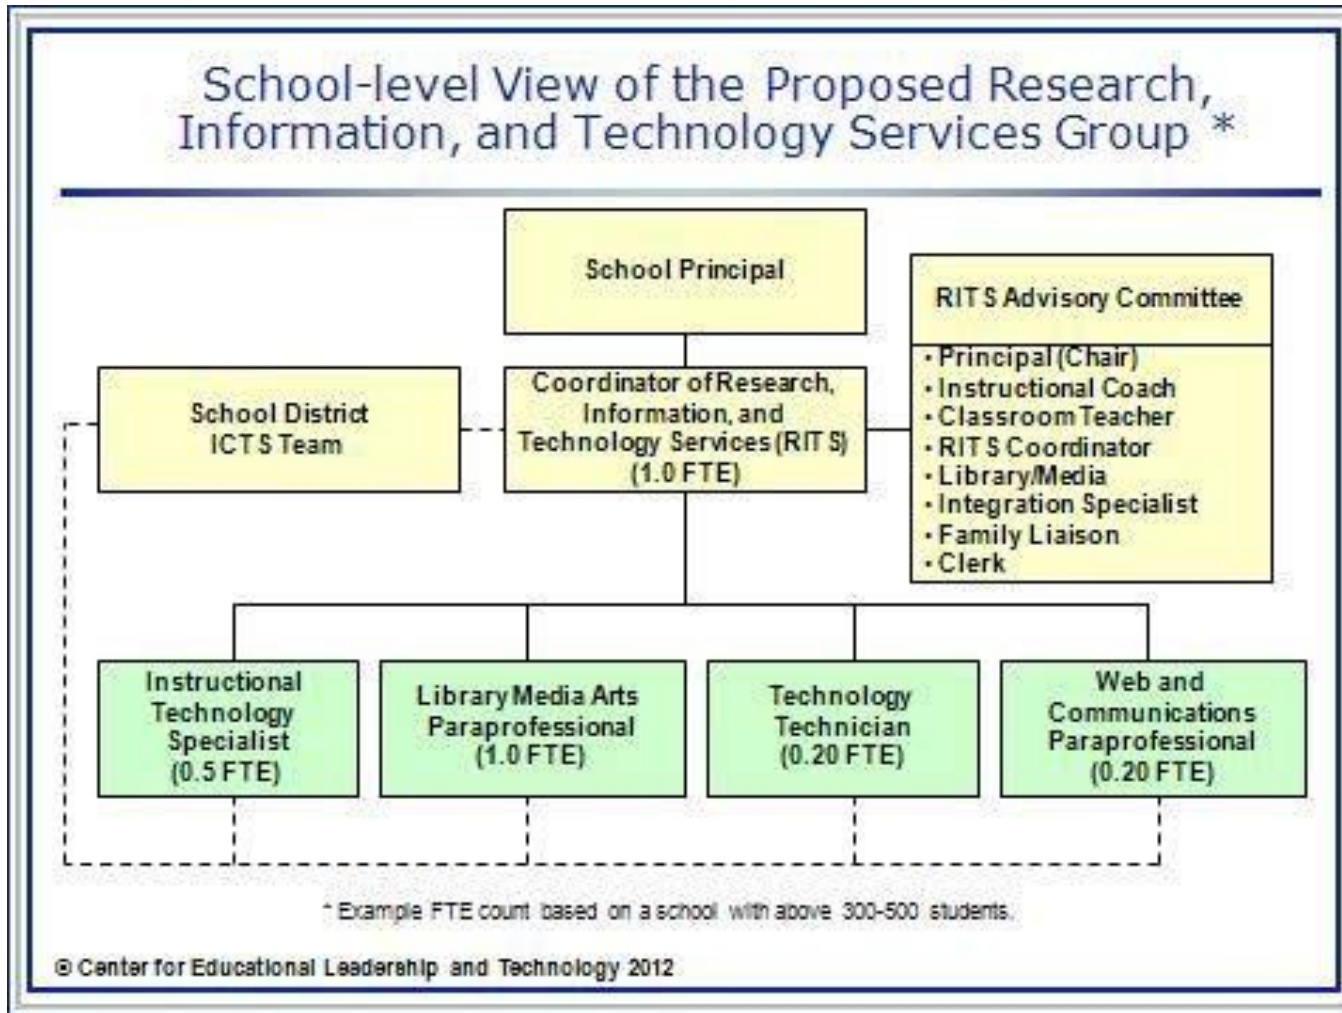 School-level View of the Proposed Research,
Information, and Technology Services Group *
School Principal
RITS Advisory Committee
• Principal (Chair)
• Instructional Coach
• Classroom Teacher
• RITS Coordinator
• Library/Media
• Integration Specialist
• Family Liaison
• Clerk
School District
ICTS Team
Coordinator of Research,
Information, and
Technology Services (RITS)
(1.0 FTE)
Instructional
Technology
Specialist
(0.5 FTE)
Library Media Arts
Paraprofessional
(1.0 FTE)
Technology
Technician
(0.20 FTE)
Web and
Communications
Paraprofessional
(0.20 FTE)
* Example FTE count based on a school with above 300-500 students.
© Center for Educational Leadership and Technology 2012